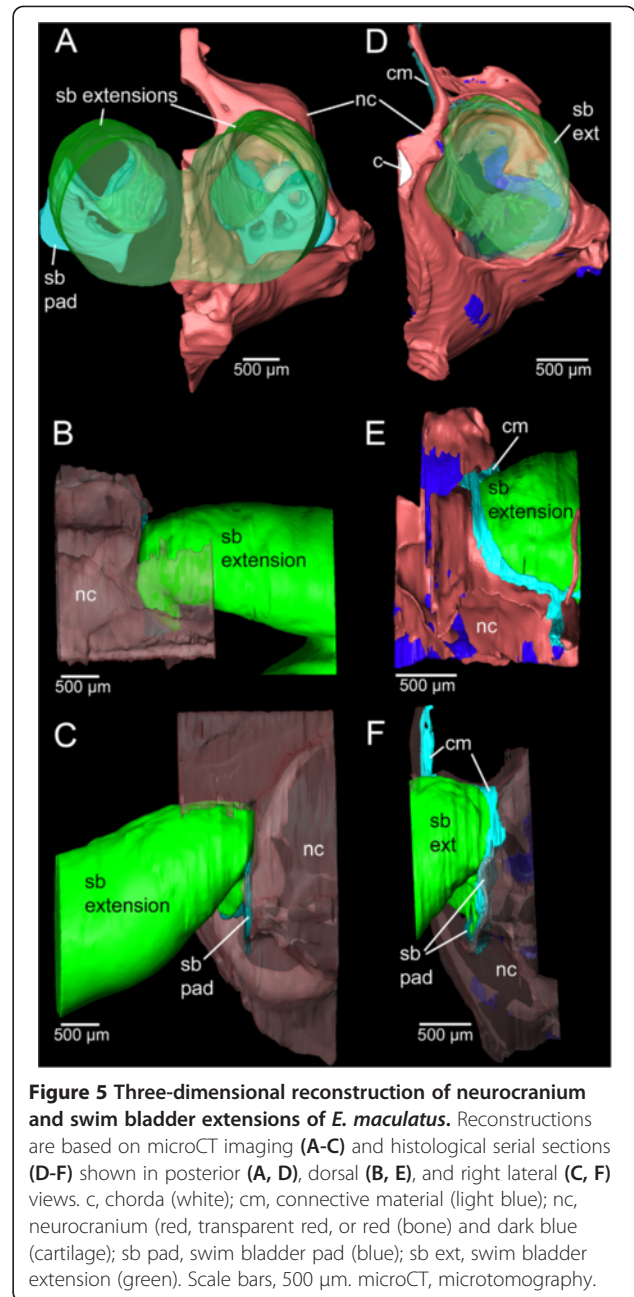 A
sb extensions
nc
sb
pad
500 µm
D
cm
nc
c
sb
ext
500 µm
B
nc
sb
extension
500 µm
E
cm
sb
extension
nc
500 µm
C
nc
sb
extension
sb
pad
500 µm
F
cm
sb
ext
sb
pad
nc
500 µm
Figure 5 Three-dimensional reconstruction of neurocranium
and swim bladder extensions of E. maculatus. Reconstructions
are based on microCT imaging (A-C) and histological serial sections
(D-F) shown in posterior (A, D), dorsal (B, E), and right lateral (C, F)
views. c, chorda (white); cm, connective material (light blue); nc,
neurocranium (red, transparent red, or red (bone) and dark blue
(cartilage); sb pad, swim bladder pad (blue); sb ext, swim bladder
extension (green). Scale bars, 500 µm. microCT, microtomography.